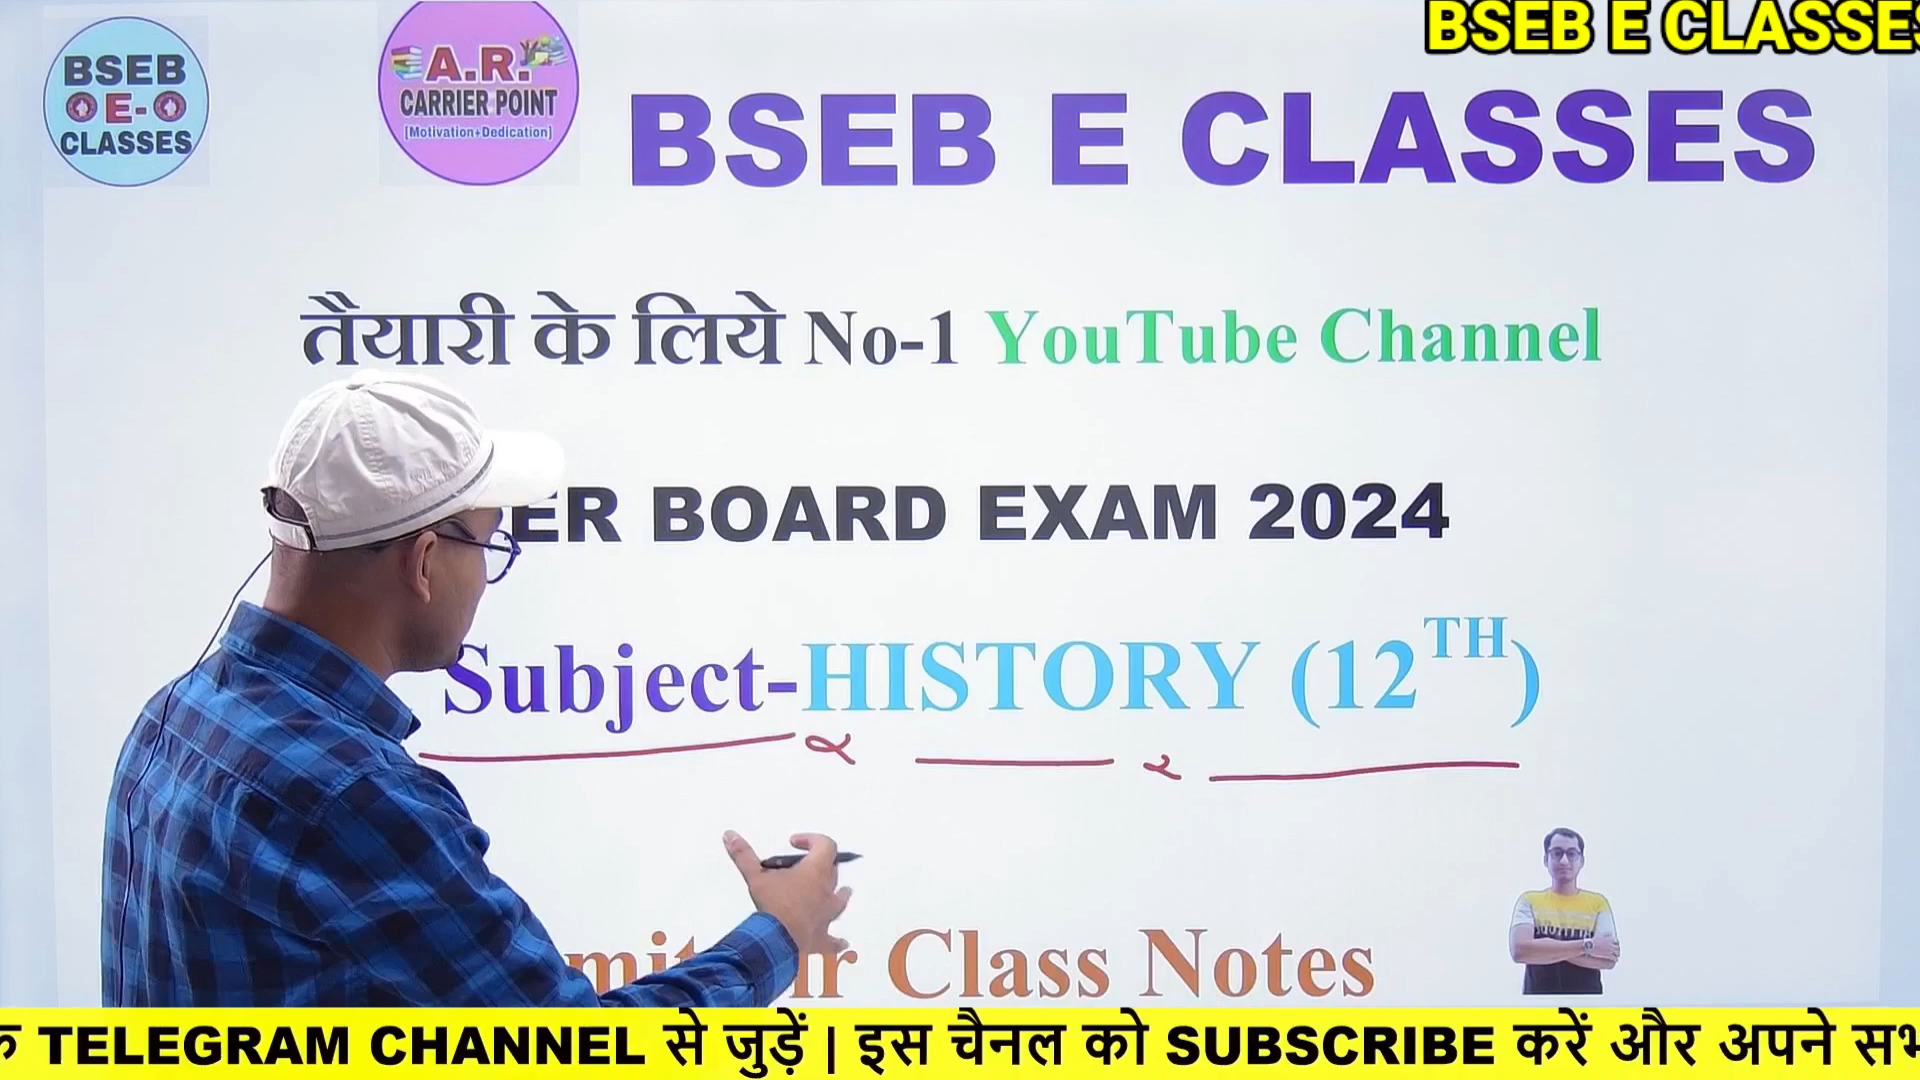 BSEB E CLASSES
BSEB
E-
CLASSES
A.R.
CARRIER POINT
[Motivation+Dedication]
BSEB E CLASSES
तैयारी के लिये No-1 YouTube Channel
ER BOARD EXAM 2024
Subject-HISTORY (12TH)
Class Notes
TELEGRAM CHANNEL से जुड़ें | इस चैनल को SUBSCRIBE करें और अपने